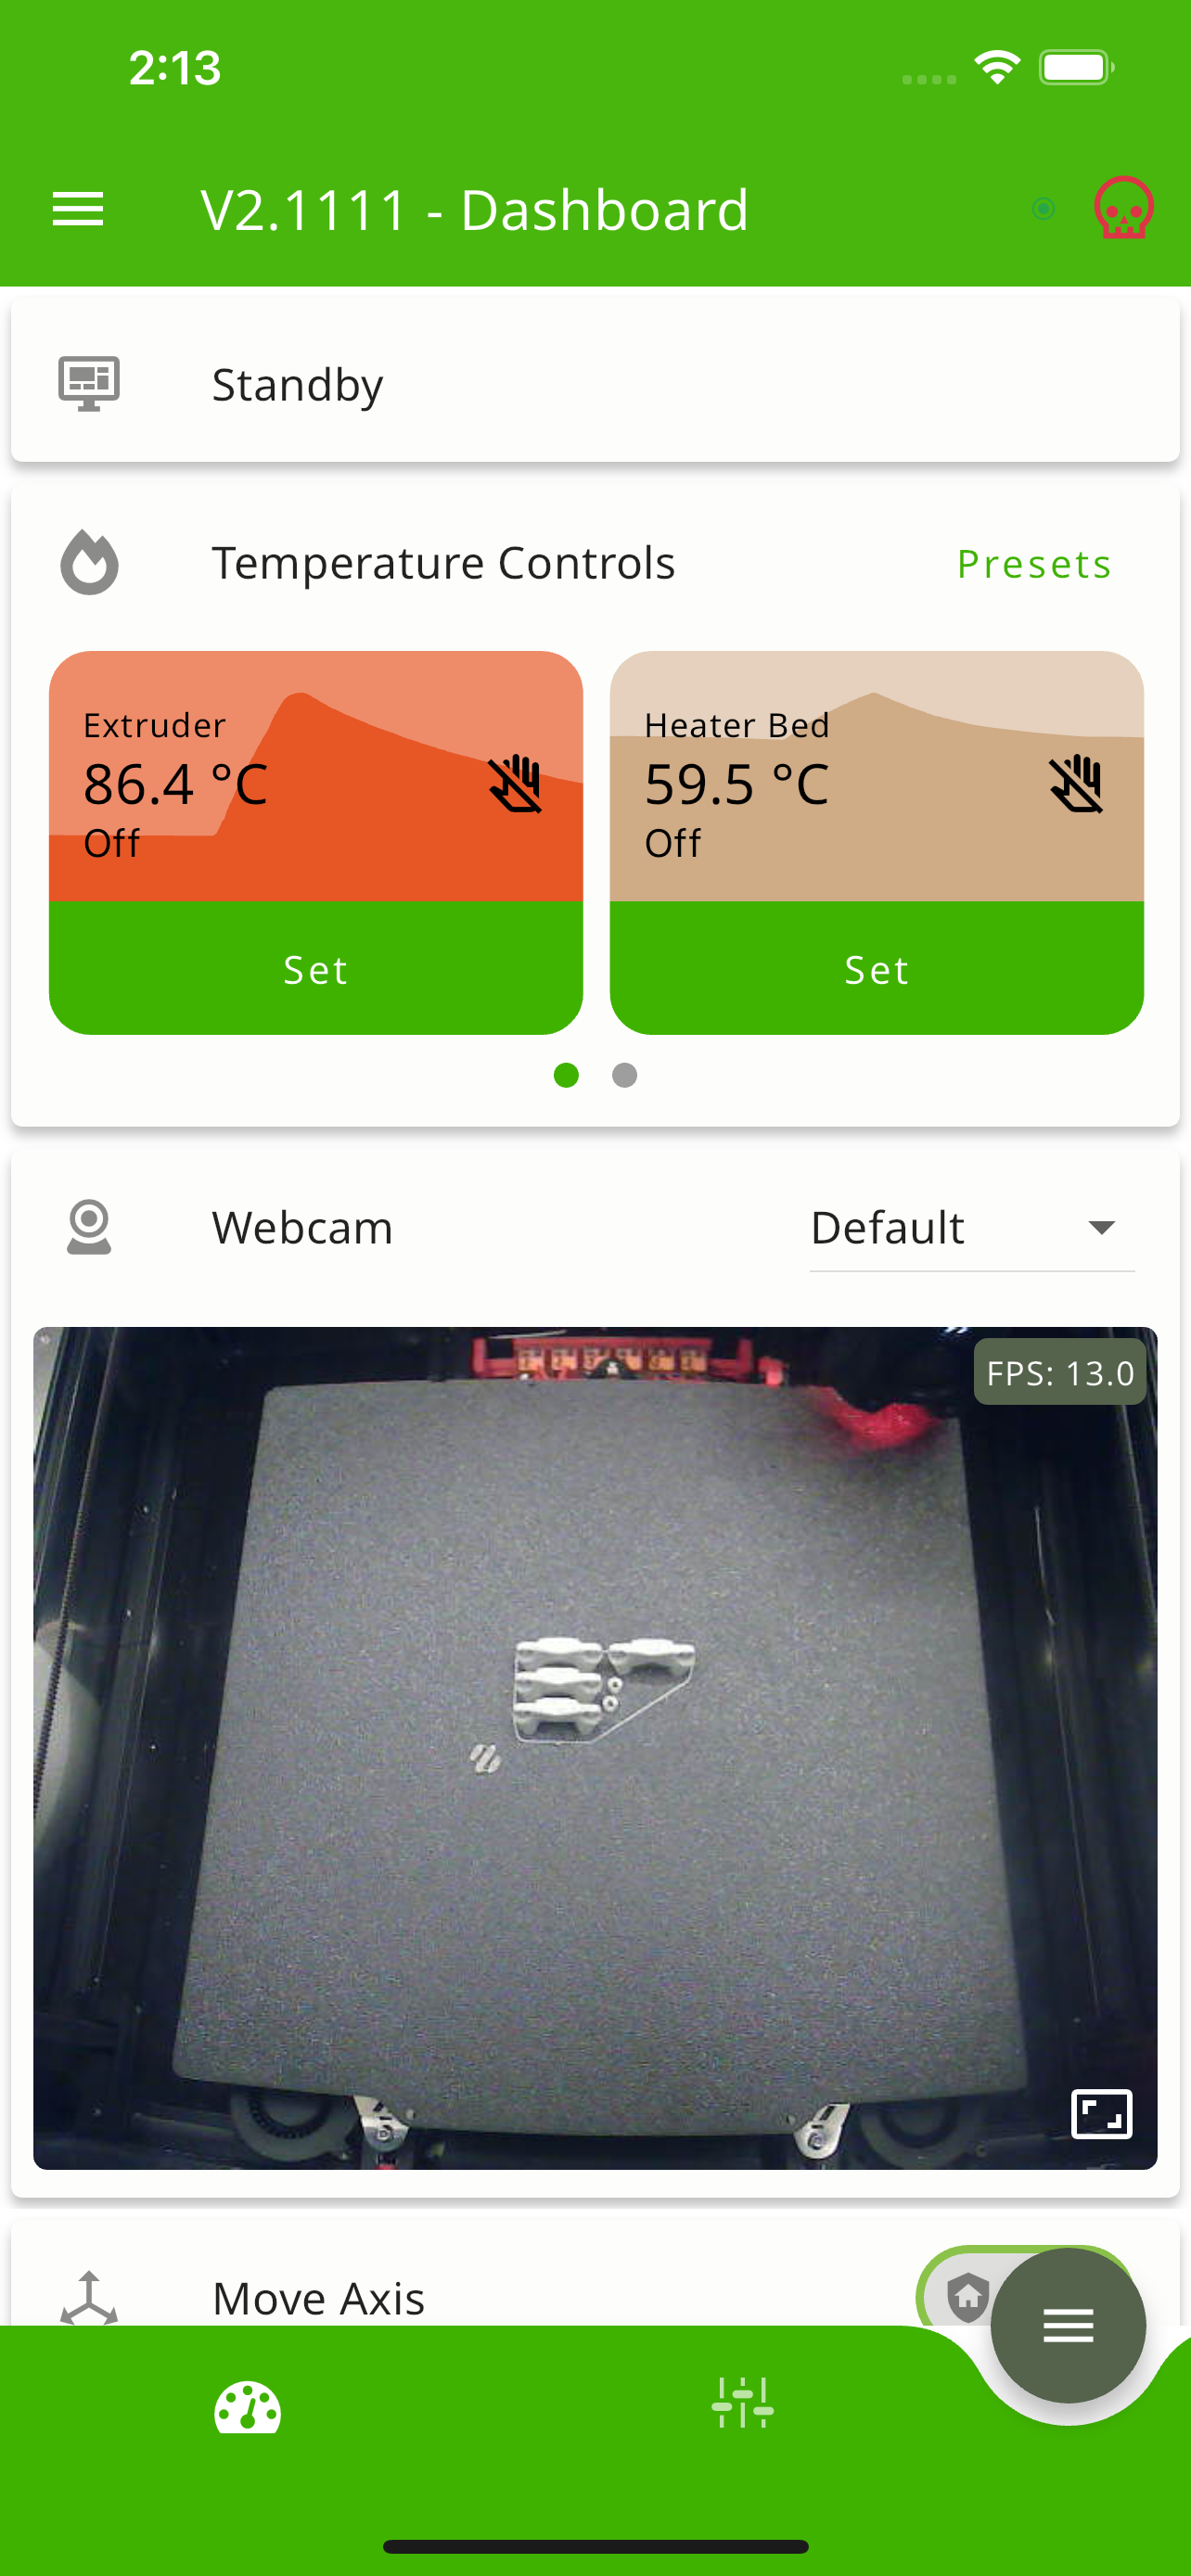 2:13
V2.1111 - Dashboard
Standby
Temperature Controls
Presets
Extruder
86.4 °C
Off
Set
Heater Bed
59.5 °C
Off
Set
Webcam
Default
FPS: 13.0
Move Axis